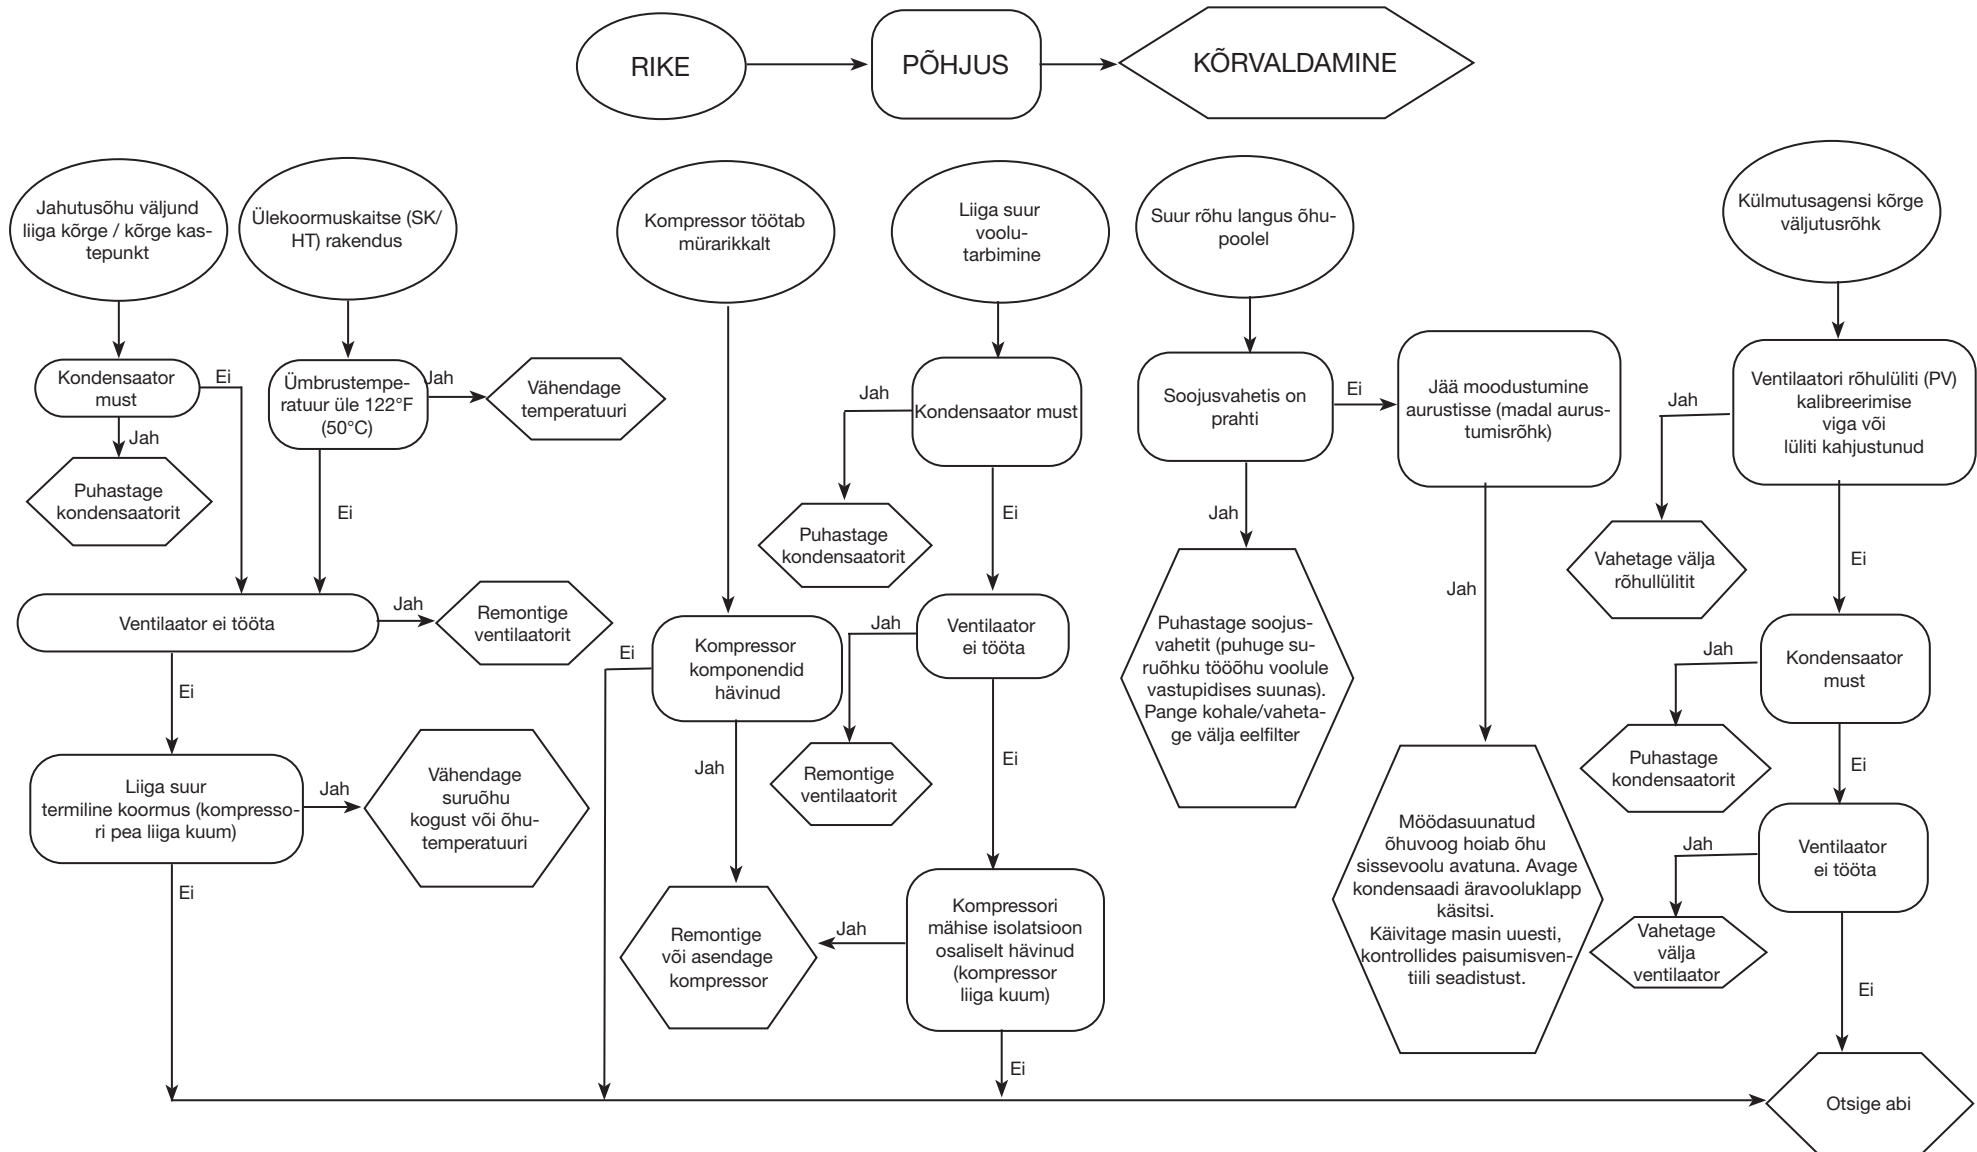 RIKE
PÕHJUS
KÕRVALDAMINE
Jahutusõhu väljund
liiga kõrge / kõrge kas-
tepunkt
Ülekoormuskaitse (SK/
HT) rakendus
Kompressor töötab
mürarikkalt
Liiga suur
voolu-
tarbimine
Suur rõhu langus õhu-
poolel
Külmutusagensi kõrge
väljutusrõhk
Kondensaator
must
Ei
Jah
Puhastage
kondensaatorit
Ümbrustempe-
ratuur üle 122°F
(50°C)
Jah
Vähendage
temperatuuri
Ei
Ventilaator ei tööta
Jah
Remontige
ventilaatorit
Ei
Liiga suur
termiline koormus (kompresso-
ri pea liiga kuum)
Jah
Vähendage
suruõhu
kogust või õhu-
temperatuuri
Ei
Kompressor
komponendid
hävinud
Ei
Jah
Remontige
või asendage
kompressor
Kondensaator must
Jah
Puhastage
kondensaatorit
Ei
Ventilaator
ei tööta
Jah
Remontige
ventilaatorit
Ei
Kompressori
mähise isolatsioon
osaliselt hävinud
(kompressor
liiga kuum)
Jah
Ei
Soojusvahetis on
prahti
Ei
Jah
Puhastage soojus-
vahetit (puhuge su-
ruõhku tööõhu voolule
vastupidises suunas).
Pange kohale/vaheta-
ge välja eelfilter
Jää moodustumine
aurustisse (madal aurus-
tumisrõhk)
Jah
Möödasuunatud
õhuvoog hoiab õhu
sissevoolu avatuna. Avage
kondensaadi äravooluklapp
käsitsi.
Käivitage masin uuesti,
kontrollides paisumisven-
tiili seadistust.
Ventilaatori rõhulüliti (PV)
kalibreerimise
viga või
lüliti kahjustunud
Jah
Vahetage välja
rõhullülitit
Ei
Kondensaator
must
Jah
Puhastage
kondensaatorit
Ei
Ventilaator
ei tööta
Jah
Vahetage
välja
ventilaator
Ei
Otsige abi